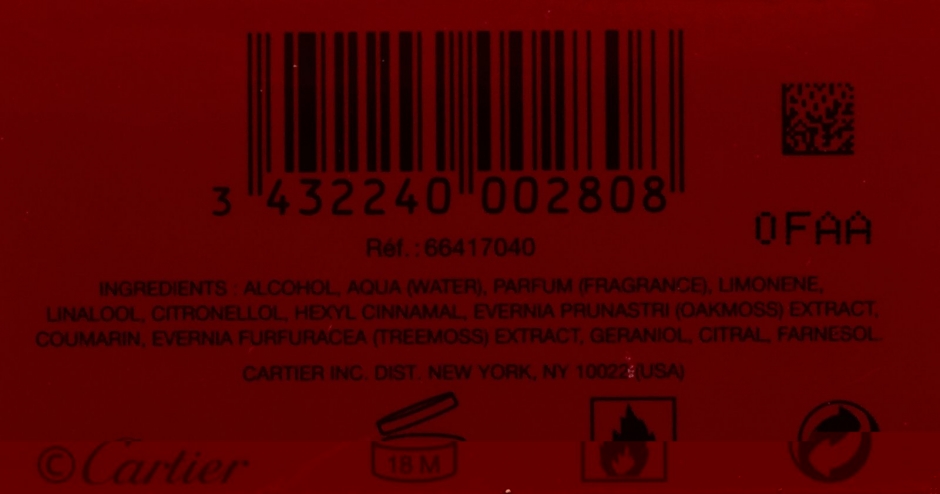 3 432240 002808
0FAA
Réf. : 66417040
INGREDIENTS : ALCOHOL, AQUA (WATER), PARFUM (FRAGRANCE), LIMONENE,
LINALOOL, CITRONELLOL, HEXYL CINNAMAL, EVERNIA PRUNASTRI (OAKMOSS) EXTRACT,
COUMARIN, EVERNIA FURFURACEA (TREEMOSS) EXTRACT, GERANIOL, CITRAL, FARNESOL.
CARTIER INC. DIST. NEW YORK, NY 10022 (USA)
© Cartier
18 M